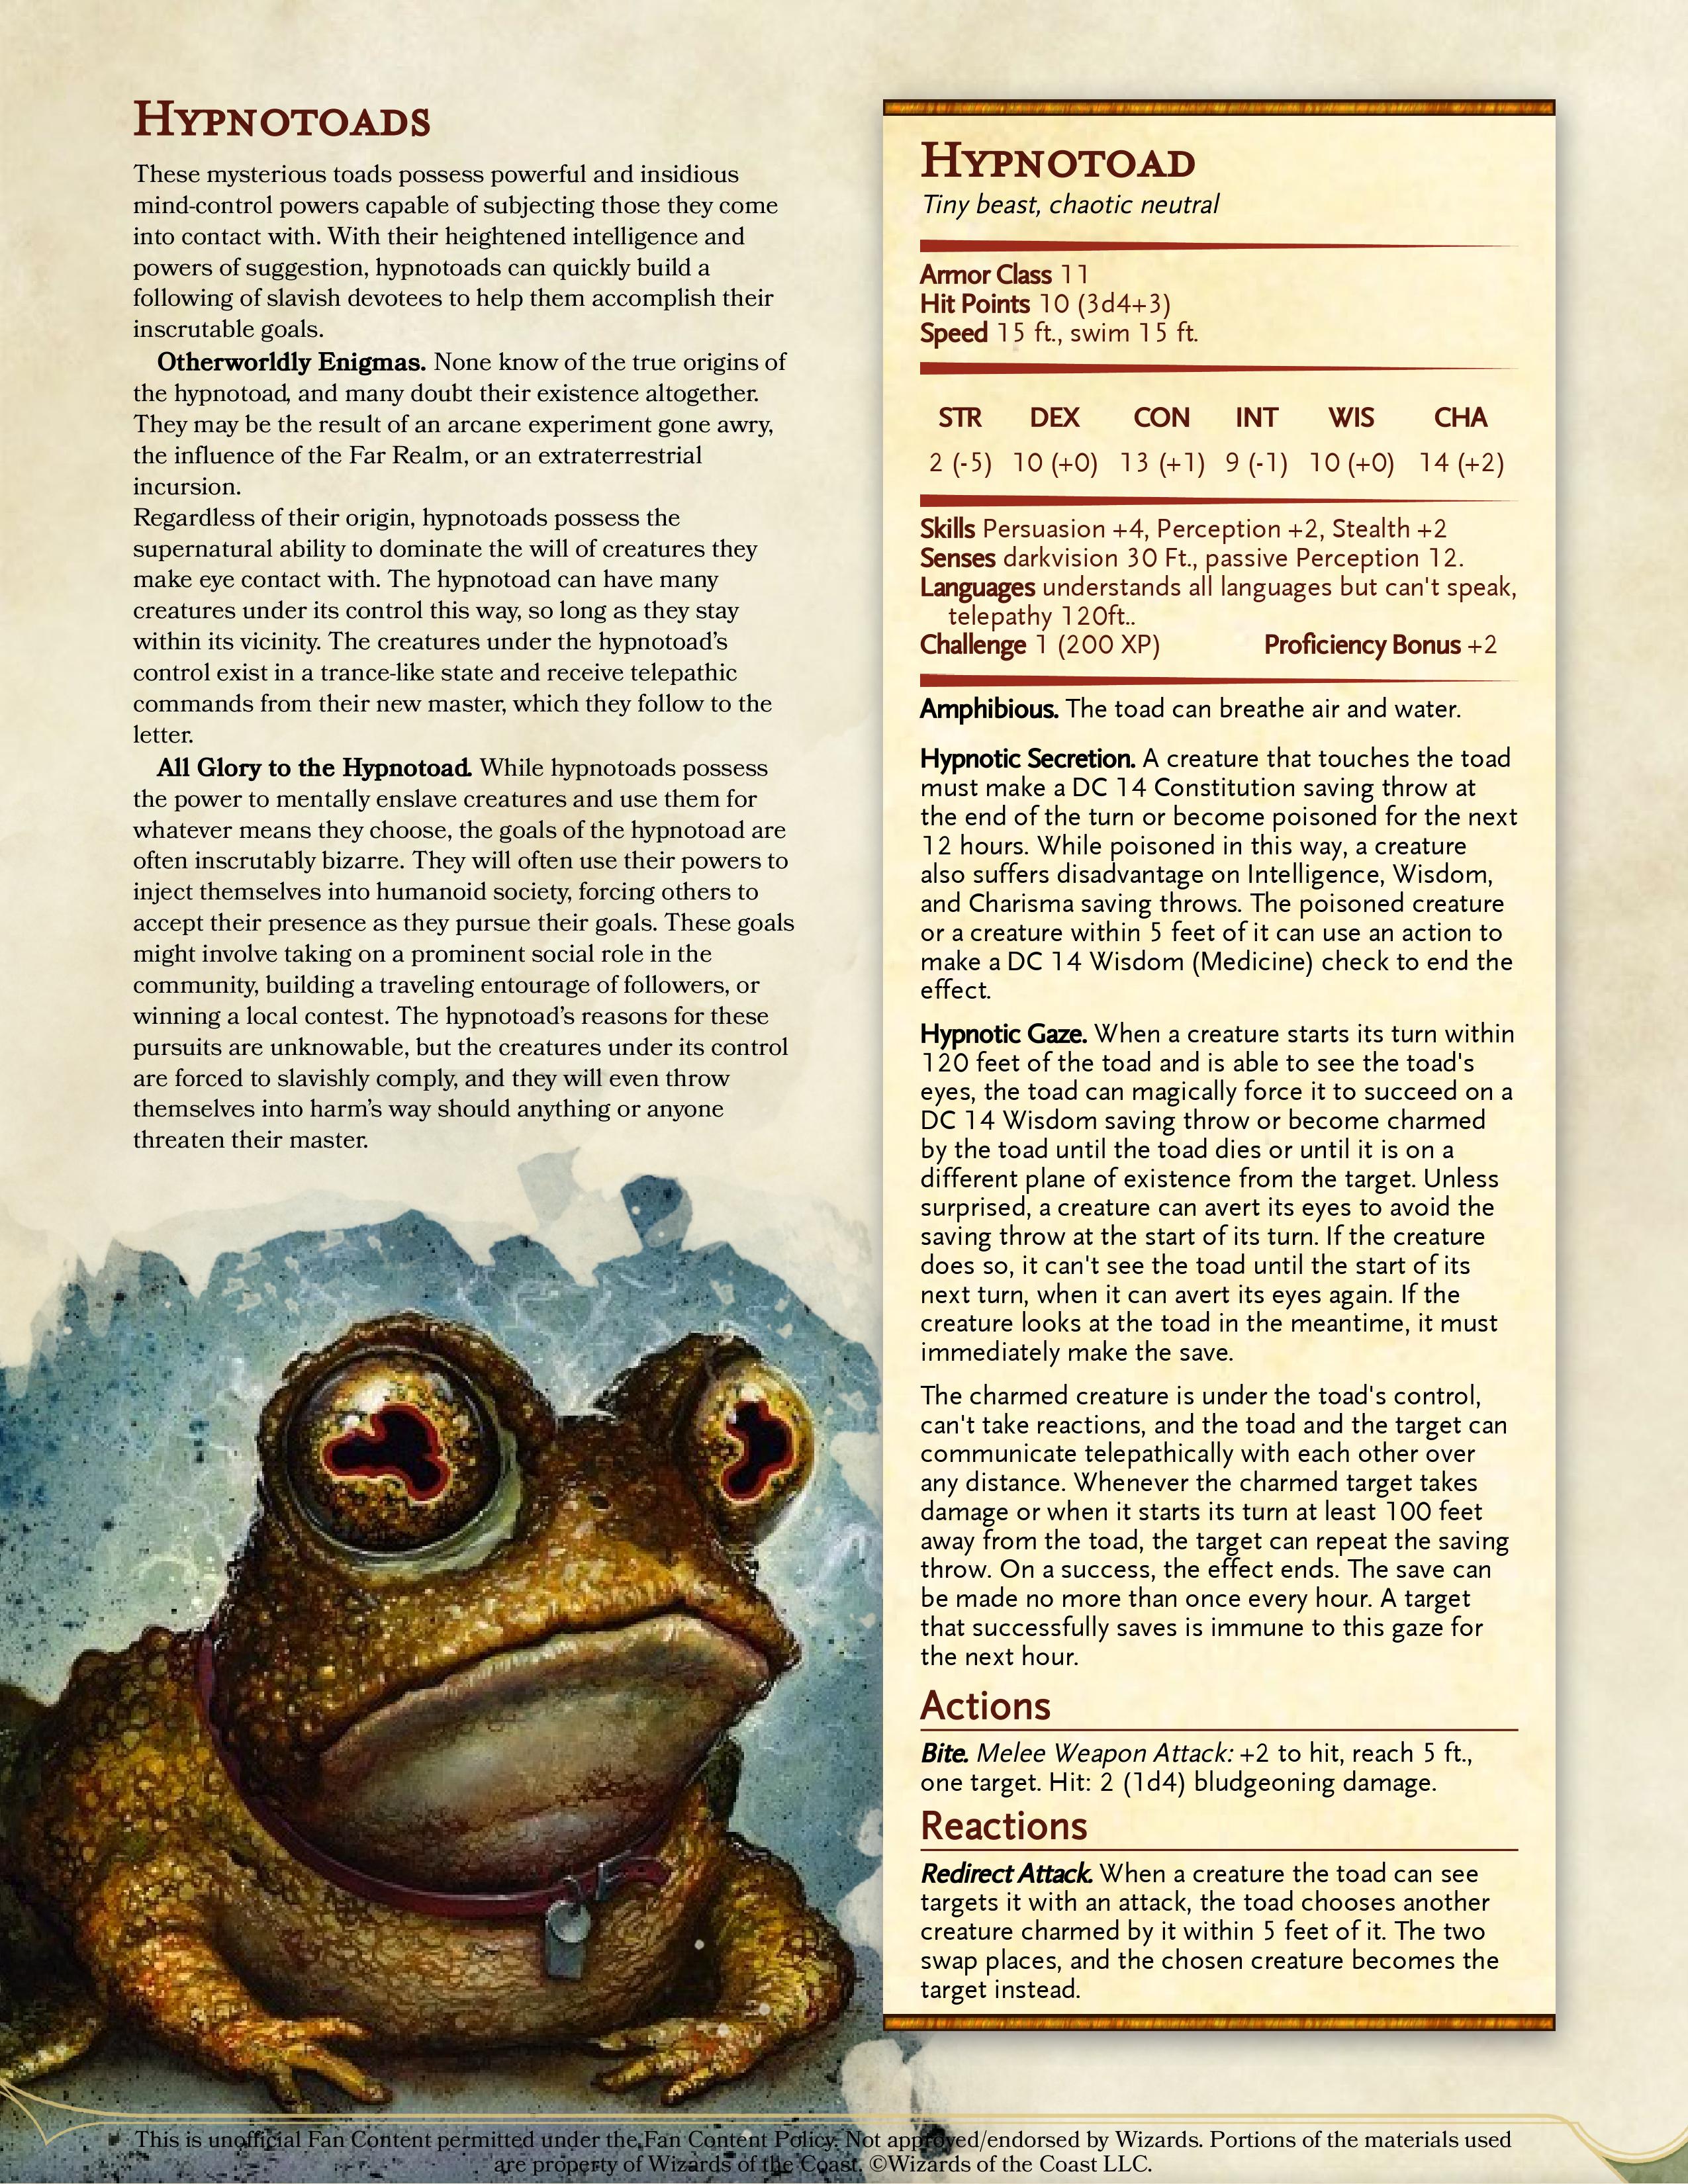 Hypnotoads
These mysterious toads possess powerful and insidious
mind-control powers capable of subjecting those they come
into contact with. With their heightened intelligence and
powers of suggestion, hypnotoads can quickly build a
following of slavish devotees to help them accomplish their
inscrutable goals.
Otherworldly Enigmas. None know of the true origins of
the hypnotoad, and many doubt their existence altogether.
They may be the result of an arcane experiment gone awry,
the influence of the Far Realm, or an extraterrestrial
incursion.
Regardless of their origin, hypnotoads possess the
supernatural ability to dominate the will of creatures they
make eye contact with. The hypnotoad can have many
creatures under its control this way, so long as they stay
within its vicinity. The creatures under the hypnotoad's
control exist in a trance-like state and receive telepathic
commands from their new master, which they follow to the
letter.
All Glory to the Hypnotoad. While hypnotoads possess
the power to mentally enslave creatures and use them for
whatever means they choose, the goals of the hypnotoad are
often inscrutably bizarre. They will often use their powers to
inject themselves into humanoid society, forcing others to
accept their presence as they pursue their goals. These goals
might involve taking on a prominent social role in the
community, building a traveling entourage of followers, or
winning a local contest. The hypnotoad's reasons for these
pursuits are unknowable, but the creatures under its control
are forced to slavishly comply, and they will even throw
themselves into harm's way should anything or anyone
threaten their master.
Hypnotoad
Tiny beast, chaotic neutral
Armor Class 11
Hit Points 10 (3d4+3)
Speed 15 ft., swim 15 ft.
STR DEX CON INT WIS CHA
2 (-5) 10 (+0) 13 (+1) 9 (-1) 10 (+0) 14 (+2)
Skills Persuasion +4, Perception +2, Stealth +2
Senses darkvision 30 Ft., passive Perception 12.
Languages understands all languages but can't speak,
telepathy 120ft..
Challenge 1 (200 XP) Proficiency Bonus +2
Amphibious. The toad can breathe air and water.
Hypnotic Secretion. A creature that touches the toad
must make a DC 14 Constitution saving throw at
the end of the turn or become poisoned for the next
12 hours. While poisoned in this way, a creature
also suffers disadvantage on Intelligence, Wisdom,
and Charisma saving throws. The poisoned creature
or a creature within 5 feet of it can use an action to
make a DC 14 Wisdom (Medicine) check to end the
effect.
Hypnotic Gaze. When a creature starts its turn within
120 feet of the toad and is able to see the toad's
eyes, the toad can magically force it to succeed on a
DC 14 Wisdom saving throw or become charmed
by the toad until the toad dies or until it is on a
different plane of existence from the target. Unless
surprised, a creature can avert its eyes to avoid the
saving throw at the start of its turn. If the creature
does so, it can't see the toad until the start of its
next turn, when it can avert its eyes again. If the
creature looks at the toad in the meantime, it must
immediately make the save.
The charmed creature is under the toad's control,
can't take reactions, and the toad and the target can
communicate telepathically with each other over
any distance. Whenever the charmed target takes
damage or when it starts its turn at least 100 feet
away from the toad, the target can repeat the saving
throw. On a success, the effect ends. The save can
be made no more than once every hour. A target
that successfully saves is immune to this gaze for
the next hour.
Actions
Bite. Melee Weapon Attack: +2 to hit, reach 5 ft.,
one target. Hit: 2 (1d4) bludgeoning damage.
Reactions
Redirect Attack. When a creature the toad can see
targets it with an attack, the toad chooses another
creature charmed by it within 5 feet of it. The two
swap places, and the chosen creature becomes the
target instead.
This is unofficial Fan Content permitted under the Fan Content Policy. Not approved/endorsed by Wizards. Portions of the materials used
are property of Wizards of the Coast. ©Wizards of the Coast LLC.